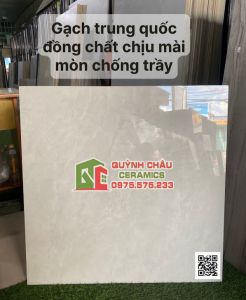 Gạch trung quốc
đồng chất chịu mài
mòn chống trầy
QUỲNH CHÂU
CERAMICS
0975.575.233